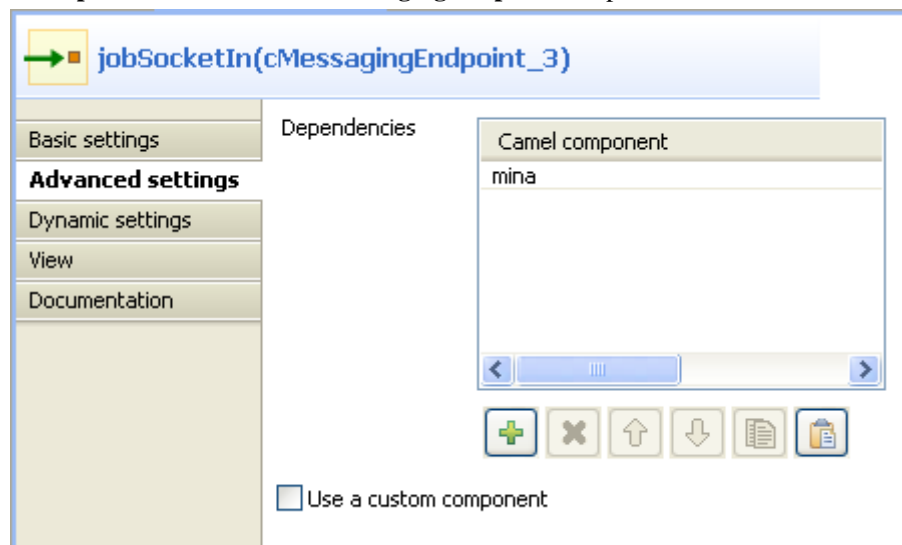 jobSocketIn(cMessagingEndpoint_3)
Basic settings
Advanced settings
Dynamic settings
View
Documentation
Dependencies
Camel component
mina
Use a custom component